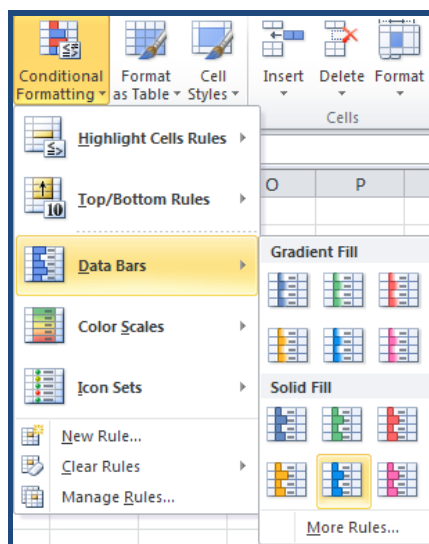 Conditional Formatting Format as Table Cell Styles Insert Delete Format
Cells
Highlight Cells Rules
O P
Top/Bottom Rules
10
Gradient Fill
Data Bars
Color Scales
Icon Sets
Solid Fill
New Rule...
Clear Rules
Manage Rules...
More Rules...